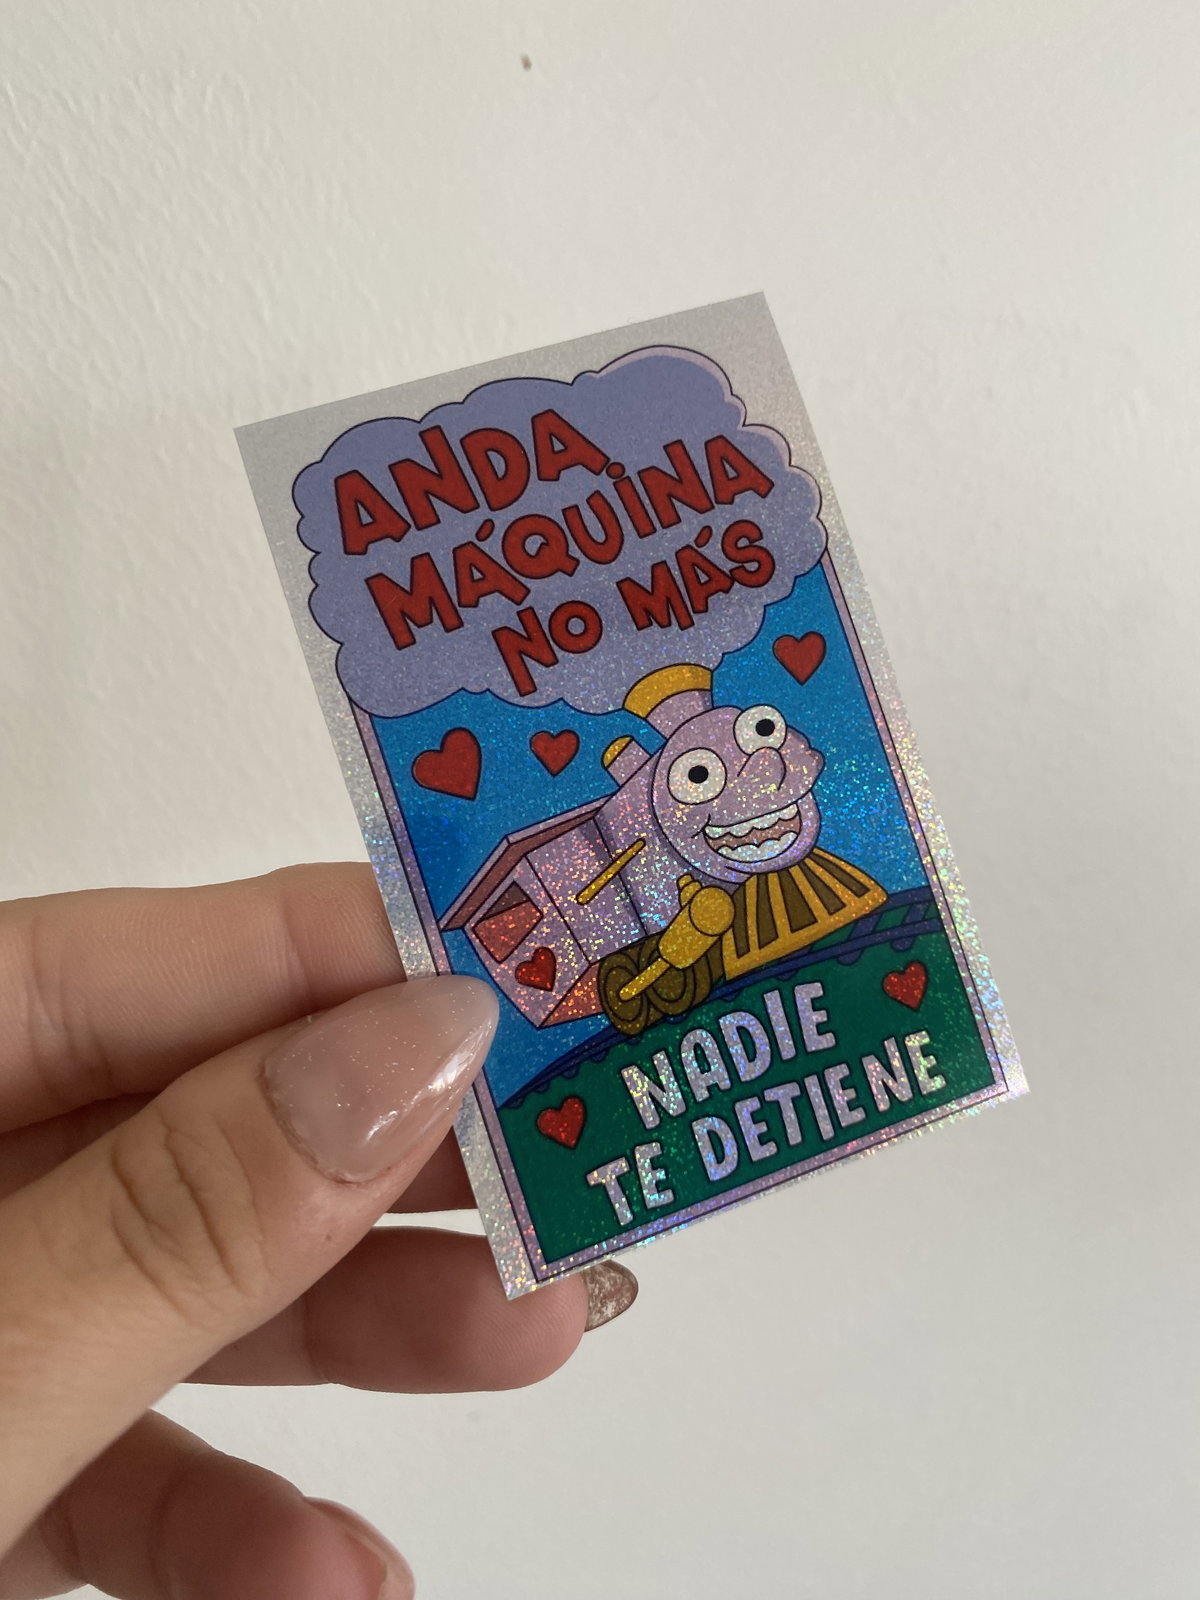 ANDA
MÁQUINA
NO MÁS
NADIE
TE DETIENE